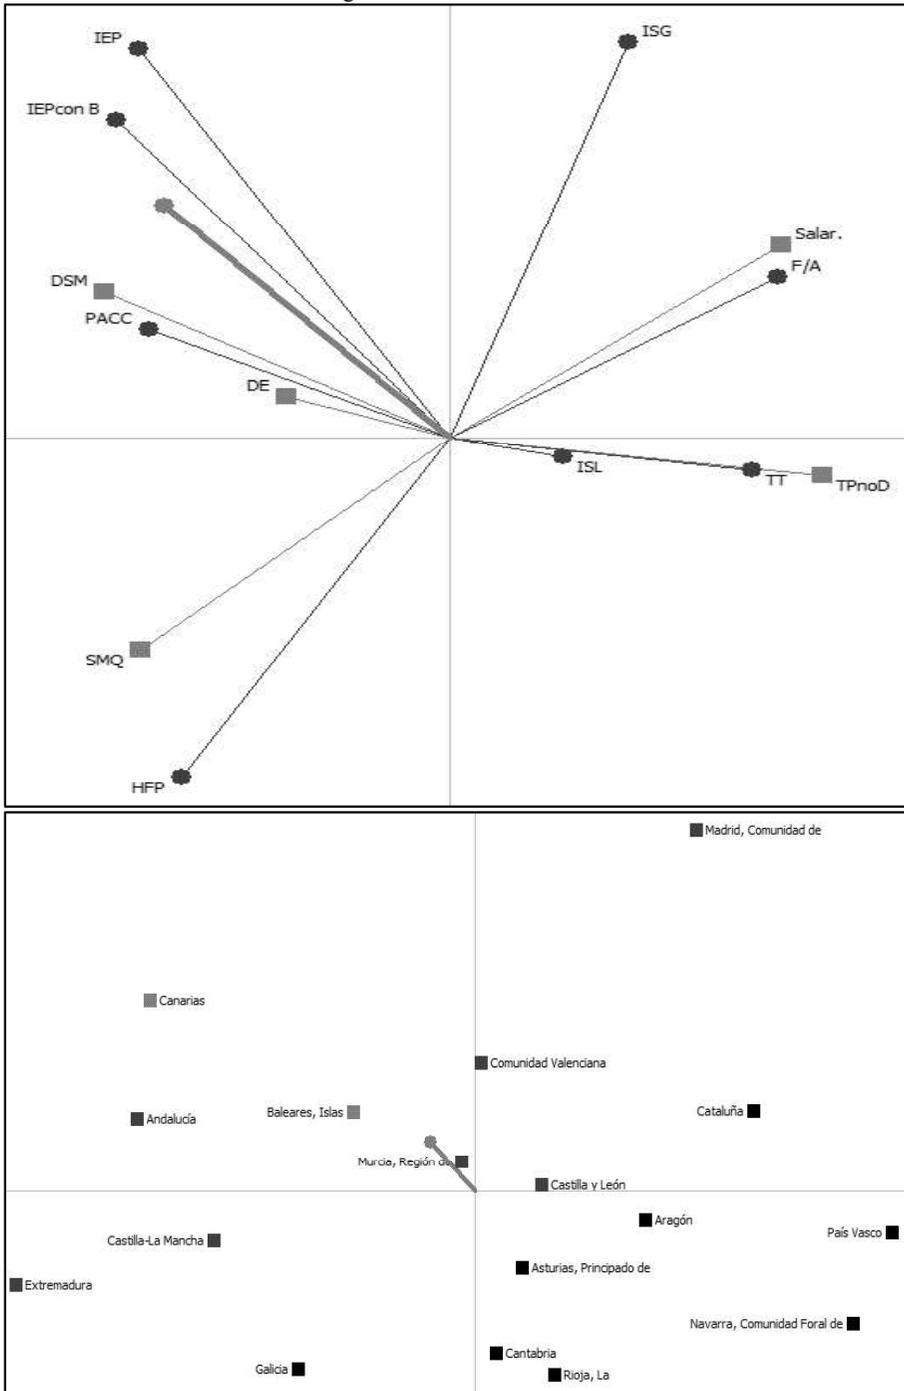 IEP
ISG
IEPcon B
Salar.
F/A
DSM
PACC
DE
ISL
TT
TPnoD
SMQ
HFP
Madrid, Comunidad de
Canarias
Comunidad Valenciana
Baleares, Islas
Cataluña
Andalucía
Murcia, Región de
Castilla y León
Aragón
País Vasco
Castilla-La Mancha
Asturias, Principado de
Extremadura
Navarra, Comunidad Foral de
Cantabria
Galicia
Rioja, La